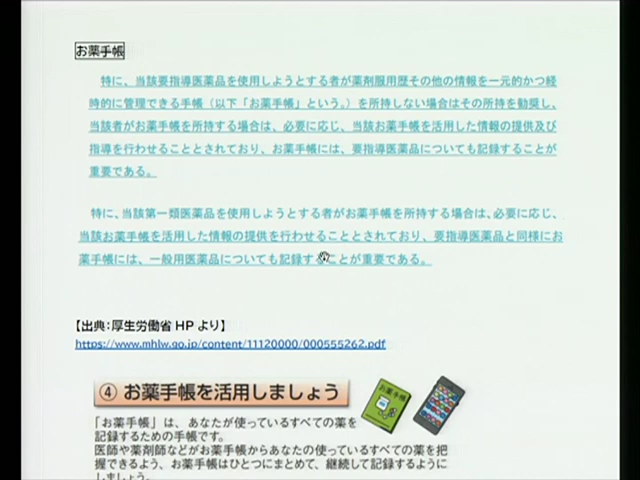 お薬手帳
特に、当該要指導医薬品を使用しようとする者が薬剤服用歴その他の情報を一元的かつ経
時的に管理できる手帳（以下「お薬手帳」という。）を所持しない場合はその所持を勧奨し、
当該者がお薬手帳を所持する場合は、必要に応じ、当該お薬手帳を活用した情報の提供及び
指導を行わせることとされており、お薬手帳には、要指導医薬品についても記録することが
重要である。
特に、当該第一類医薬品を使用しようとする者がお薬手帳を所持する場合は、必要に応じ、
当該お薬手帳を活用した情報の提供を行わせることとされており、要指導医薬品と同様にお
薬手帳には、一般用医薬品についても記録することが重要である。
【出典：厚生労働省 HP より】
https://www.mhlw.go.jp/content/11120000/000555262.pdf
④ お薬手帳を活用しましょう
お薬手帳
「お薬手帳」は、あなたが使っているすべての薬を
記録するための手帳です。
医師や薬剤師などがお薬手帳からあなたの使っているすべての薬を把
握できるよう、お薬手帳はひとつにまとめて、継続して記録するように
しましょう。